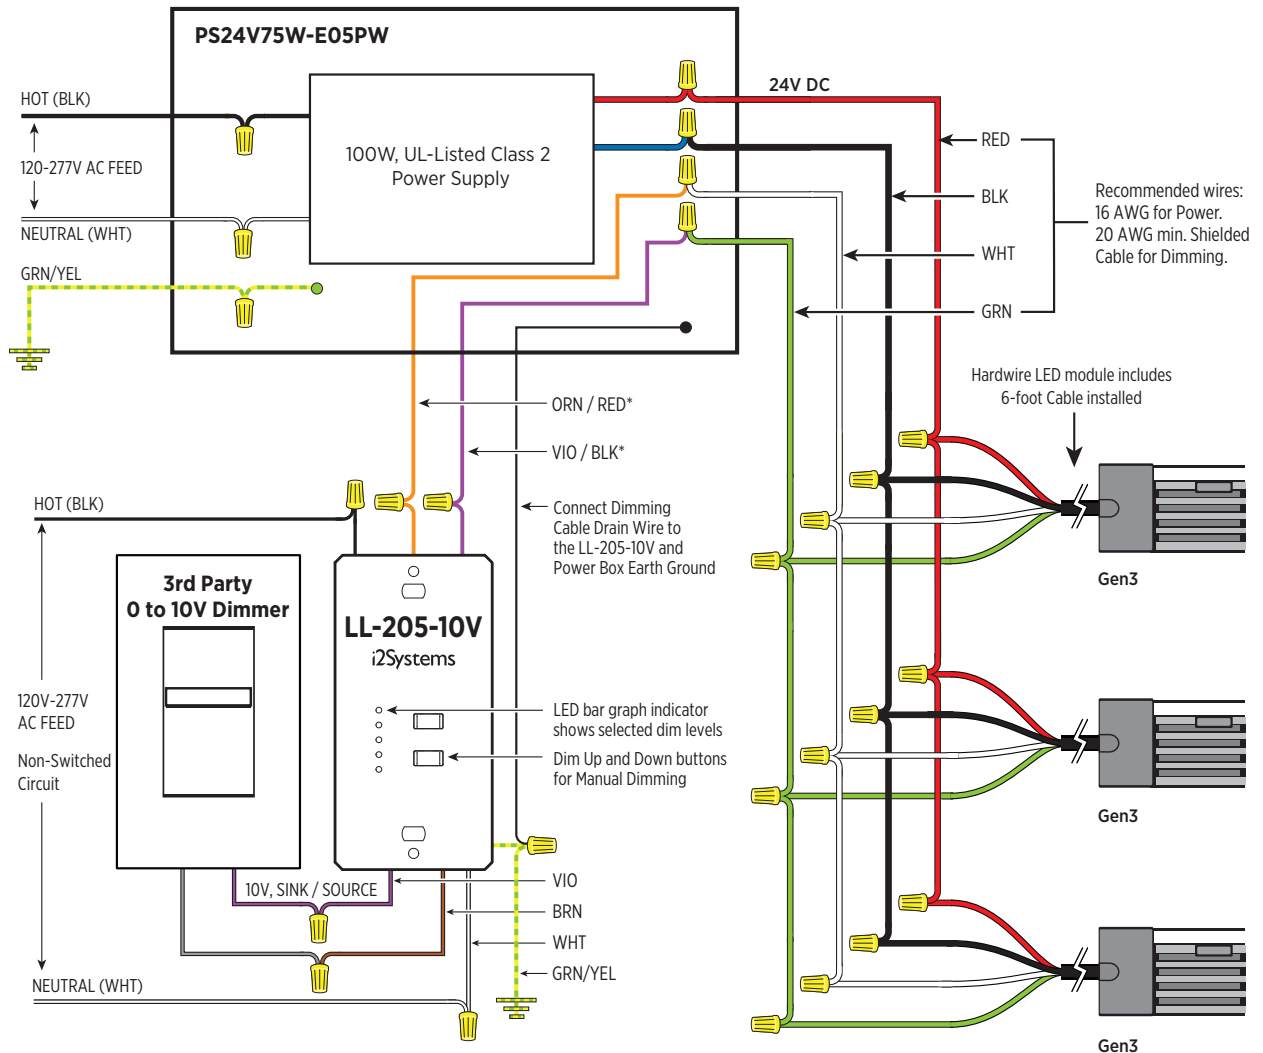 PS24V75W-E05PW
24V DC
HOT (BLK)
120-277V AC FEED
NEUTRAL (WHT)
GRN/YEL
100W, UL-Listed Class 2
Power Supply
RED
BLK
WHT
GRN
Recommended wires:
16 AWG for Power.
20 AWG min. Shielded
Cable for Dimming.
Hardwire LED module includes
6-foot Cable installed
ORN / RED*
VIO / BLK*
Connect Dimming
Cable Drain Wire to
the LL-205-10V and
Power Box Earth Ground
HOT (BLK)
120V-277V
AC FEED
Non-Switched
Circuit
NEUTRAL (WHT)
3rd Party
0 to 10V Dimmer
LL-205-10V
i2Systems
LED bar graph indicator
shows selected dim levels
Dim Up and Down buttons
for Manual Dimming
10V, SINK / SOURCE
VIO
BRN
WHT
GRN/YEL
Gen3
Gen3
Gen3